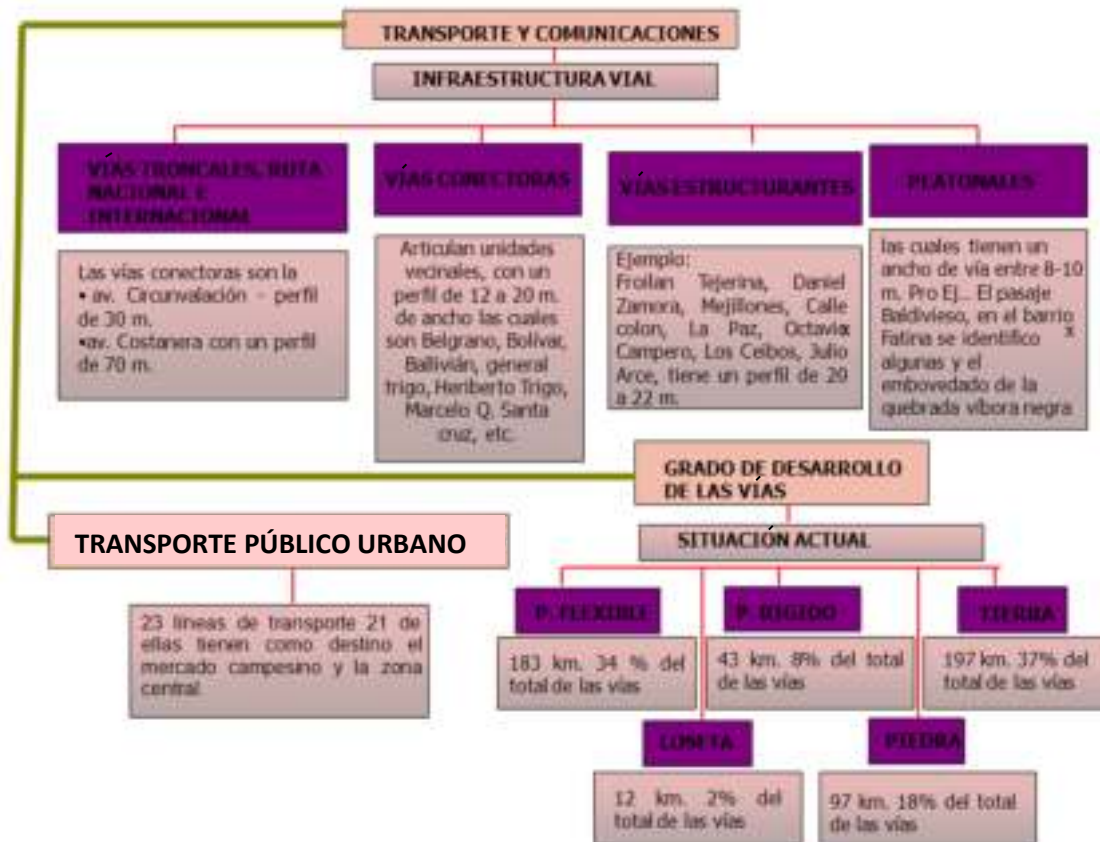 TRANSPORTE Y COMUNICACIONES
INFRAESTRUCTURA VIAL
VÍAS TRONCALES, RUTA
NACIONAL E
INTERNACIONAL
Las vías conectoras son la
• av. Circunvalación - perfil
de 30 m.
•av. Costanera con un perfil
de 70 m.
VÍAS CONECTORAS
Articulan unidades
vecinales, con un
perfil de 12 a 20 m.
de ancho las cuales
son Belgrano, Bolívar,
Ballivián, general
trigo, Heriberto Trigo,
Marcelo Q, Santa
cruz, etc.
VÍAS ESTRUCTURANTES
Ejemplo:
Froilan Tejerina, Daniel
Zamora, Mejillones, Calle
colon, La Paz, Octavio
Campero, Los Ceibos, Julio
Arce, tiene un perfil de 20
a 22 m.
x
PLATONALES
las cuales tienen un
ancho de vía entre 8-10
m. Pro Ej.. El pasaje
Baldivieso, en el barrio
Fatina se identifico x
algunas y el
embovedado de la
quebrada víbora negra
GRADO DE DESARROLLO
DE LAS VÍAS
TRANSPORTE PÚBLICO URBANO
23 líneas de transporte 21 de
ellas tienen como destino el
mercado campesino y la zona
central
SITUACIÓN ACTUAL
P. FLEXIBLE
183 km. 34 % del
total de las vías
P. RIGIDO
43 km. 8% del total
de las vías
TIERRA
197 km. 37% del
total de las vías
LOSETA
12 km. 2% del
total de las vías
PIEDRA
97 km. 18% del total
de las vías